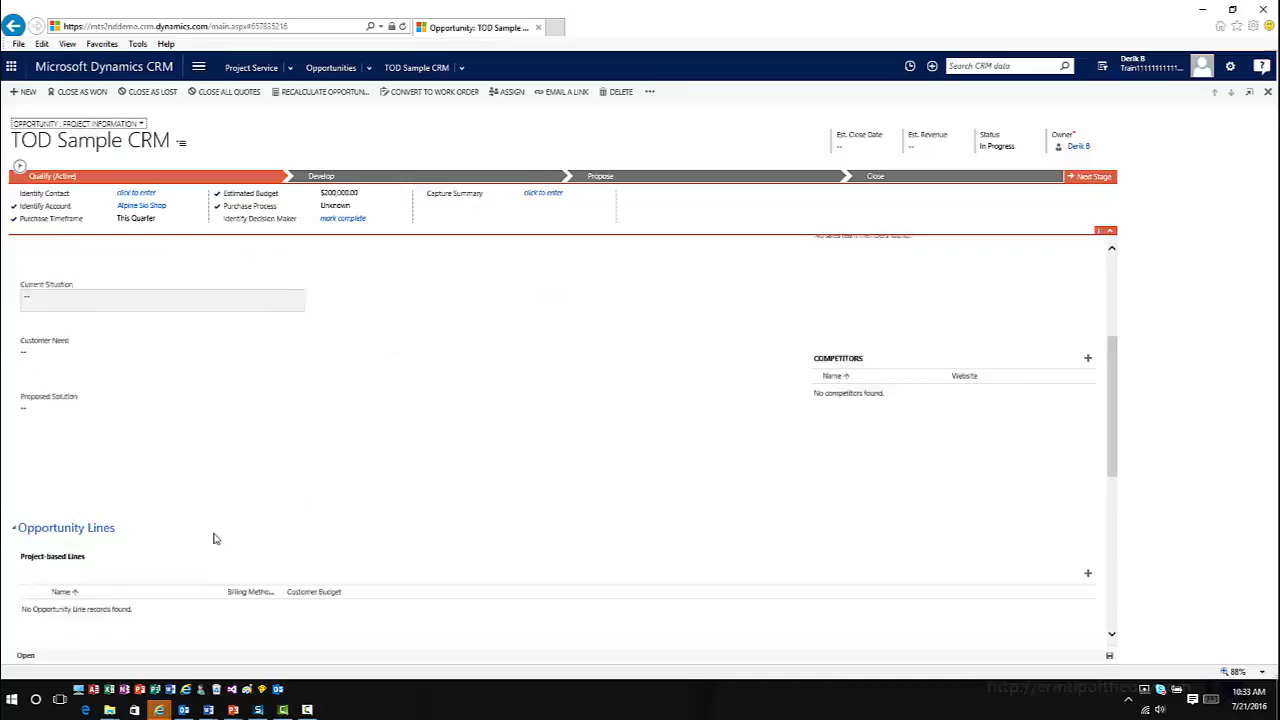 https://mts2nddemo.crm.dynamics.com/main.aspx#657835216
Opportunity: TOD Sample ...
File Edit View Favorites Tools Help
Microsoft Dynamics CRM Project Service Opportunities TOD Sample CRM Search CRM data
Derik B
Train11111111111...
NEW CLOSE AS WON CLOSE AS LOST CLOSE ALL QUOTES RECALCULATE OPPORTUN... CONVERT TO WORK ORDER ASSIGN EMAIL A LINK DELETE
OPPORTUNITY : PROJECT INFORMATION
TOD Sample CRM
Est. Close Date Est. Revenue Status Owner*
-- -- In Progress Derik B
Qualify (Active) Develop Propose Close Next Stage
Identify Contact click to enter Estimated Budget $200,000.00 Capture Summary click to enter
Identify Account Alpine Ski Shop Purchase Process Unknown
Purchase Timeframe This Quarter Identify Decision Maker mark complete
Current Situation
--
Customer Need
--
COMPETITORS
Name Website
No competitors found.
Proposed Solution
--
Opportunity Lines
Project-based Lines
Name Billing Metho... Customer Budget
No Opportunity Line records found.
Open
88%
10:33 AM
7/21/2016